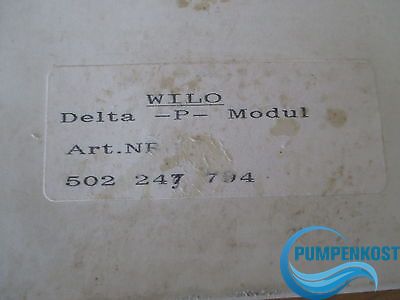 WILO
Delta -P- Modul
Art.NR
502 247 794
PUMPENKOST